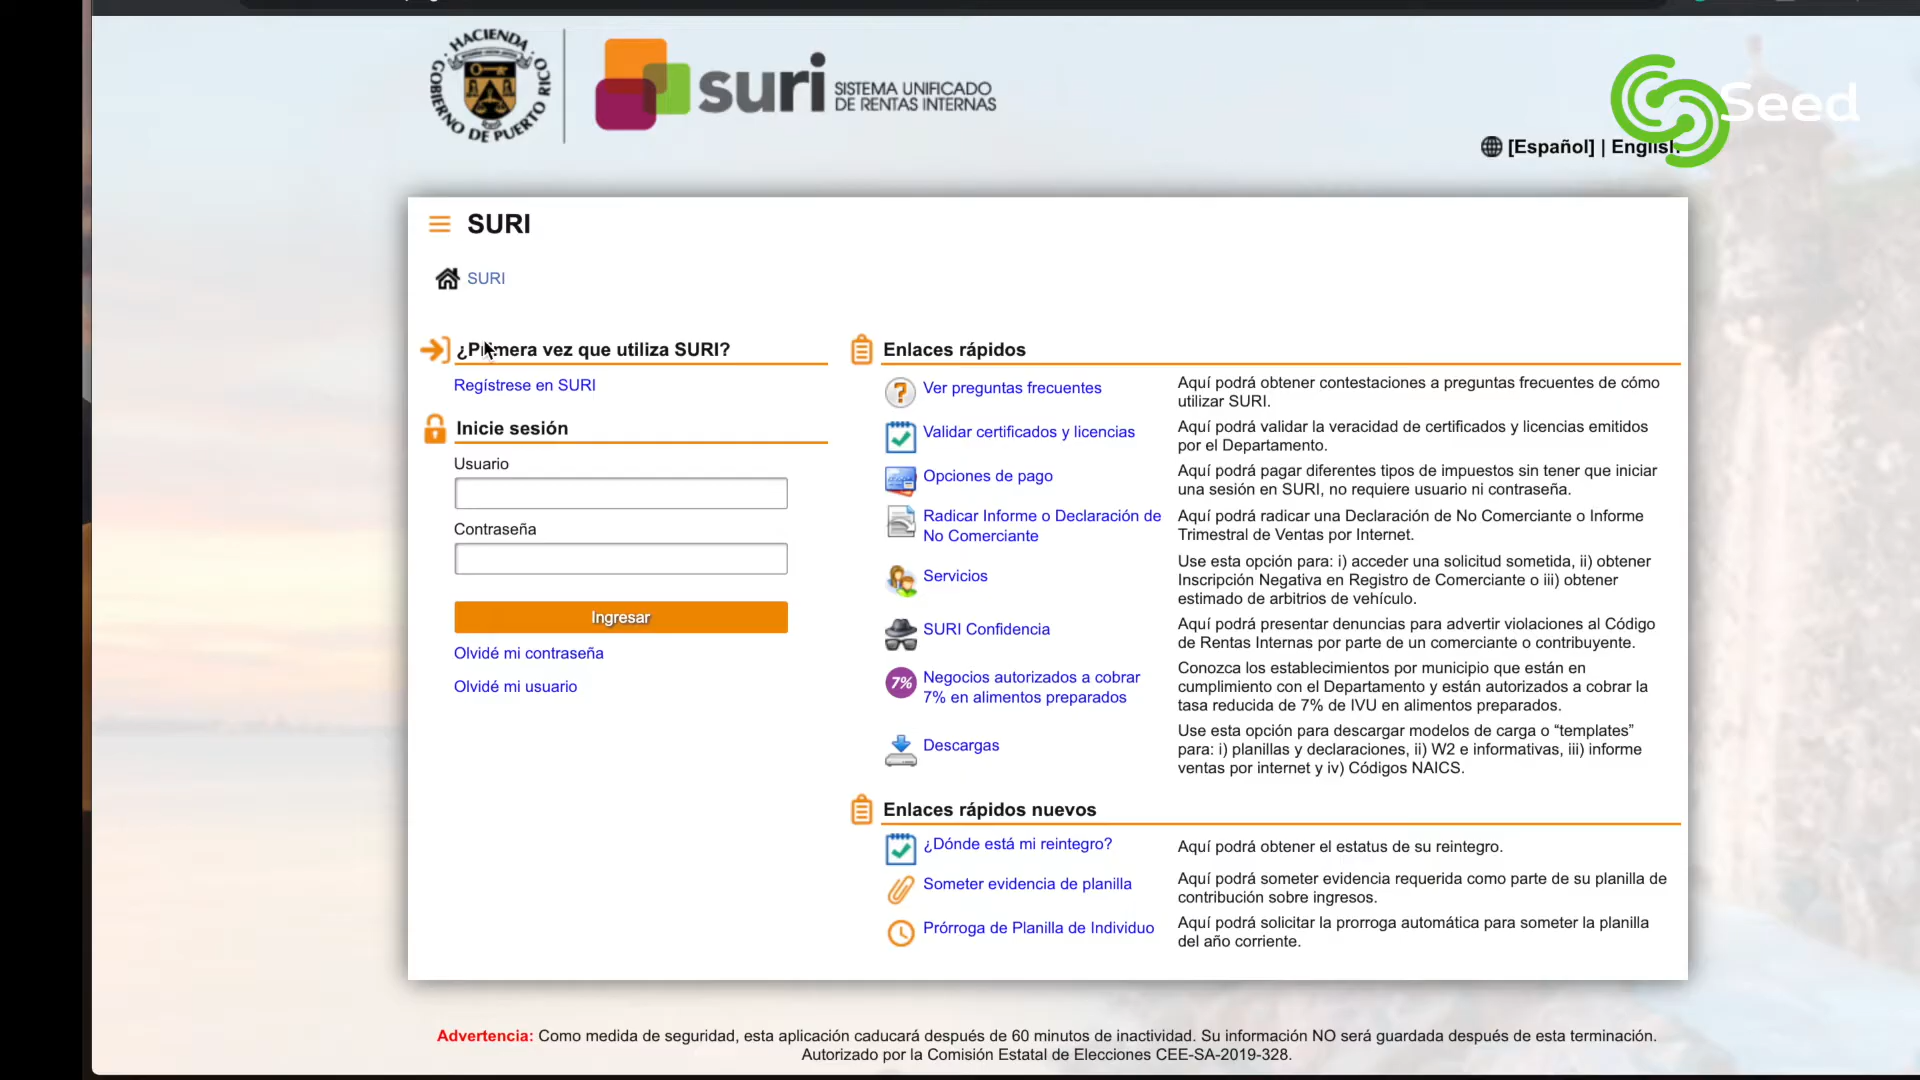 HACIENDA
GOBIERNO DE PUERTO RICO
suri
SISTEMA UNIFICADO
DE RENTAS INTERNAS
Seed
[Español] | English
SURI
SURI
¿Primera vez que utiliza SURI?
Regístrese en SURI
Inicie sesión
Usuario
Contraseña
Ingresar
Olvidé mi contraseña
Olvidé mi usuario
Enlaces rápidos
Ver preguntas frecuentes
Aquí podrá obtener contestaciones a preguntas frecuentes de cómo
utilizar SURI.
Validar certificados y licencias
Aquí podrá validar la veracidad de certificados y licencias emitidos
por el Departamento.
Opciones de pago
Aquí podrá pagar diferentes tipos de impuestos sin tener que iniciar
una sesión en SURI, no requiere usuario ni contraseña.
Radicar Informe o Declaración de
No Comerciante
Aquí podrá radicar una Declaración de No Comerciante o Informe
Trimestral de Ventas por Internet.
Servicios
Use esta opción para: i) acceder una solicitud sometida, ii) obtener
Inscripción Negativa en Registro de Comerciante o iii) obtener
estimado de arbitrios de vehículo.
SURI Confidencia
Aquí podrá presentar denuncias para advertir violaciones al Código
de Rentas Internas por parte de un comerciante o contribuyente.
7%
Negocios autorizados a cobrar
7% en alimentos preparados
Conozca los establecimientos por municipio que están en
cumplimiento con el Departamento y están autorizados a cobrar la
tasa reducida de 7% de IVU en alimentos preparados.
Descargas
Use esta opción para descargar modelos de carga o “templates”
para: i) planillas y declaraciones, ii) W2 e informativas, iii) informe
ventas por internet y iv) Códigos NAICS.
Enlaces rápidos nuevos
¿Dónde está mi reintegro?
Aquí podrá obtener el estatus de su reintegro.
Someter evidencia de planilla
Aquí podrá someter evidencia requerida como parte de su planilla de
contribución sobre ingresos.
Prórroga de Planilla de Individuo
Aquí podrá solicitar la prorroga automática para someter la planilla
del año corriente.
Advertencia: Como medida de seguridad, esta aplicación caducará después de 60 minutos de inactividad. Su información NO será guardada después de esta terminación.
Autorizado por la Comisión Estatal de Elecciones CEE-SA-2019-328.